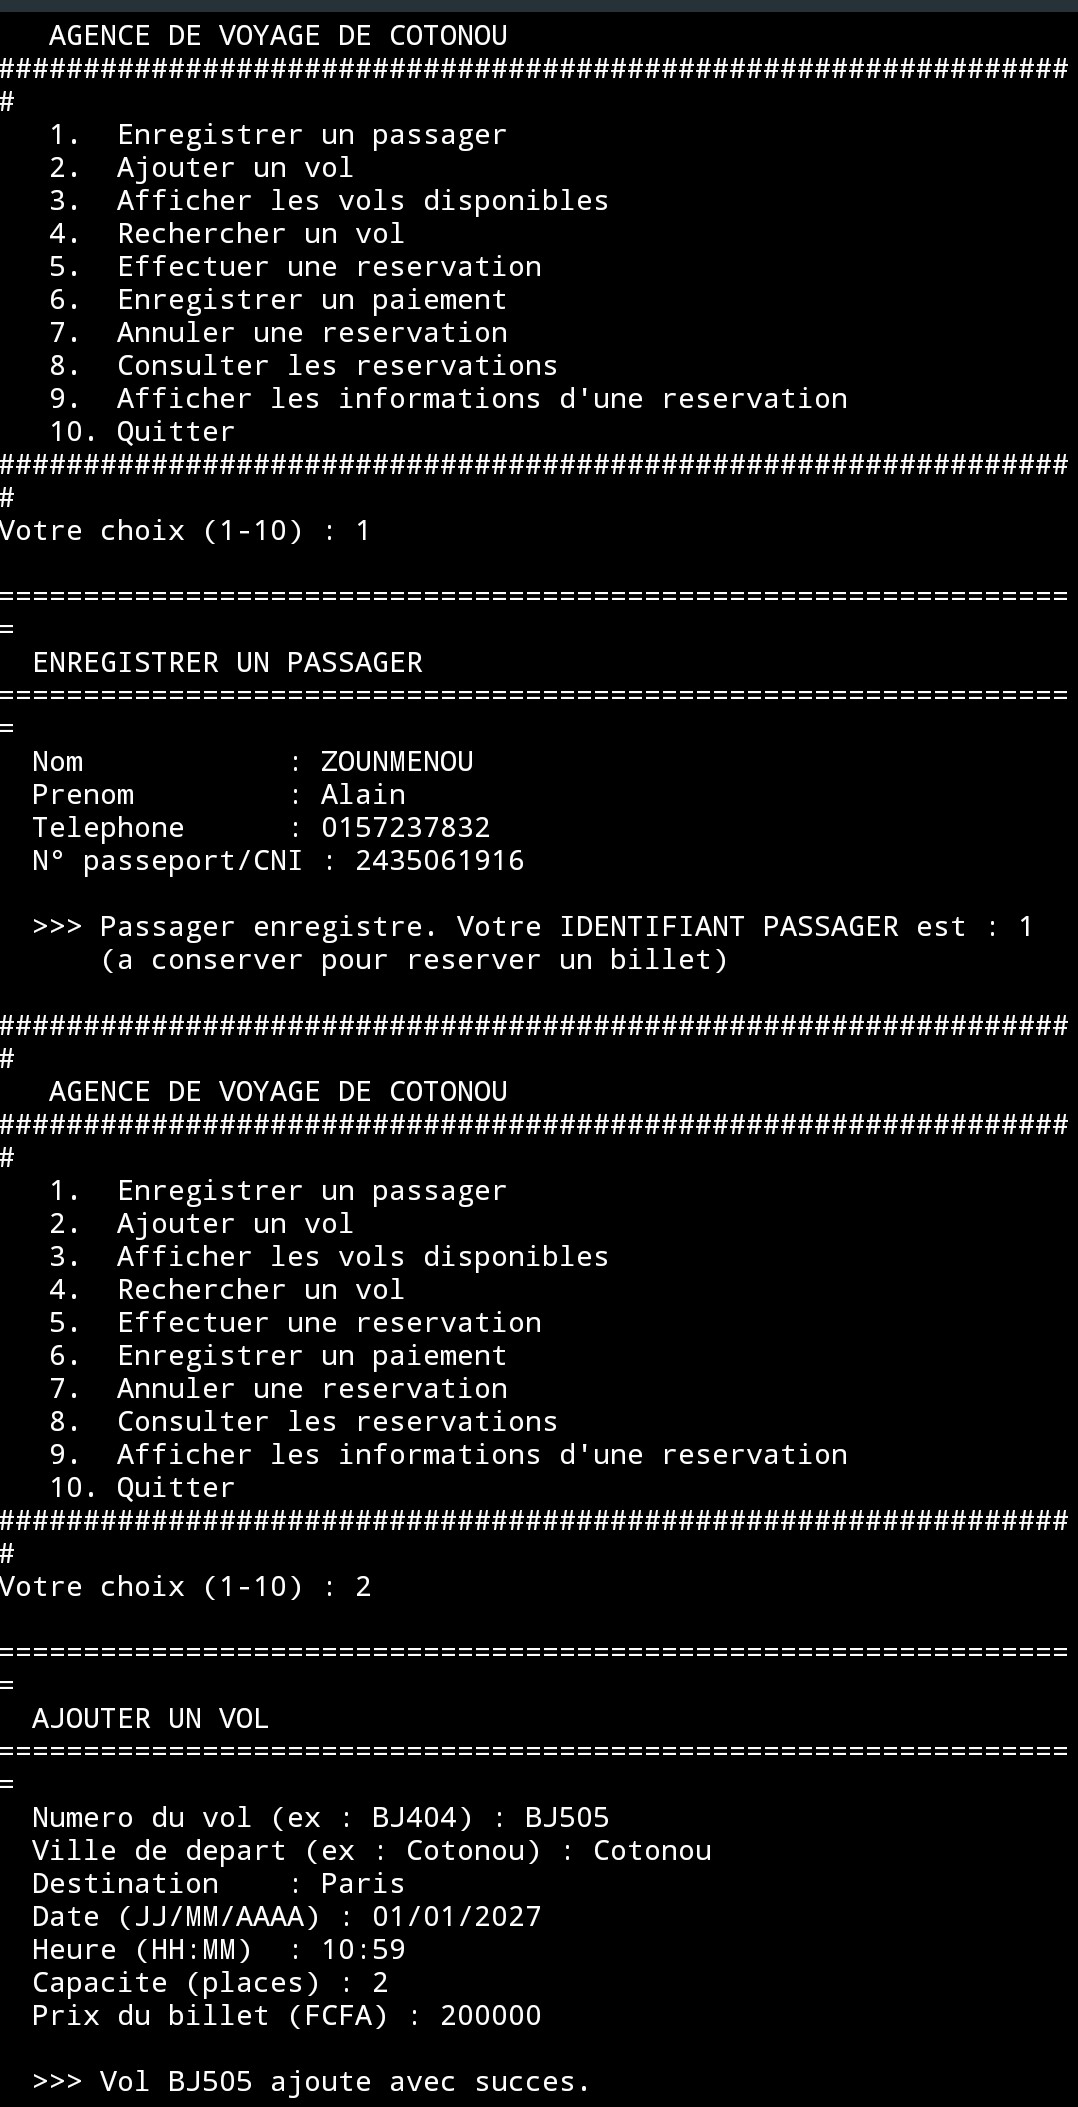 AGENCE DE VOYAGE DE COTONOU
###############################################################
#
1.  Enregistrer un passager
2.  Ajouter un vol
3.  Afficher les vols disponibles
4.  Rechercher un vol
5.  Effectuer une reservation
6.  Enregistrer un paiement
7.  Annuler une reservation
8.  Consulter les reservations
9.  Afficher les informations d'une reservation
10. Quitter
###############################################################
#
Votre choix (1-10) : 1
===============================================================
=
ENREGISTRER UN PASSAGER
===============================================================
=
Nom            : ZOUNMENOU
Prenom         : Alain
Telephone      : 0157237832
N° passeport/CNI : 2435061916
>>> Passager enregistre. Votre IDENTIFIANT PASSAGER est : 1
(a conserver pour reserver un billet)
###############################################################
#
AGENCE DE VOYAGE DE COTONOU
###############################################################
#
1.  Enregistrer un passager
2.  Ajouter un vol
3.  Afficher les vols disponibles
4.  Rechercher un vol
5.  Effectuer une reservation
6.  Enregistrer un paiement
7.  Annuler une reservation
8.  Consulter les reservations
9.  Afficher les informations d'une reservation
10. Quitter
###############################################################
#
Votre choix (1-10) : 2
===============================================================
=
AJOUTER UN VOL
===============================================================
=
Numero du vol (ex : BJ404) : BJ505
Ville de depart (ex : Cotonou) : Cotonou
Destination    : Paris
Date (JJ/MM/AAAA) : 01/01/2027
Heure (HH:MM)  : 10:59
Capacite (places) : 2
Prix du billet (FCFA) : 200000
>>> Vol BJ505 ajoute avec succes.